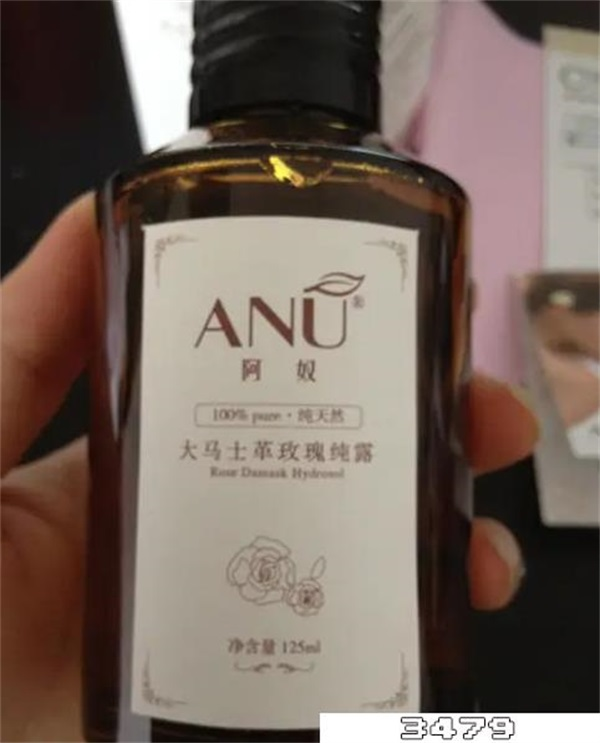 ANU®
阿奴
100% pure·纯天然
大马士革玫瑰纯露
Rose Damask Hydrosol
净含量 125ml
3479